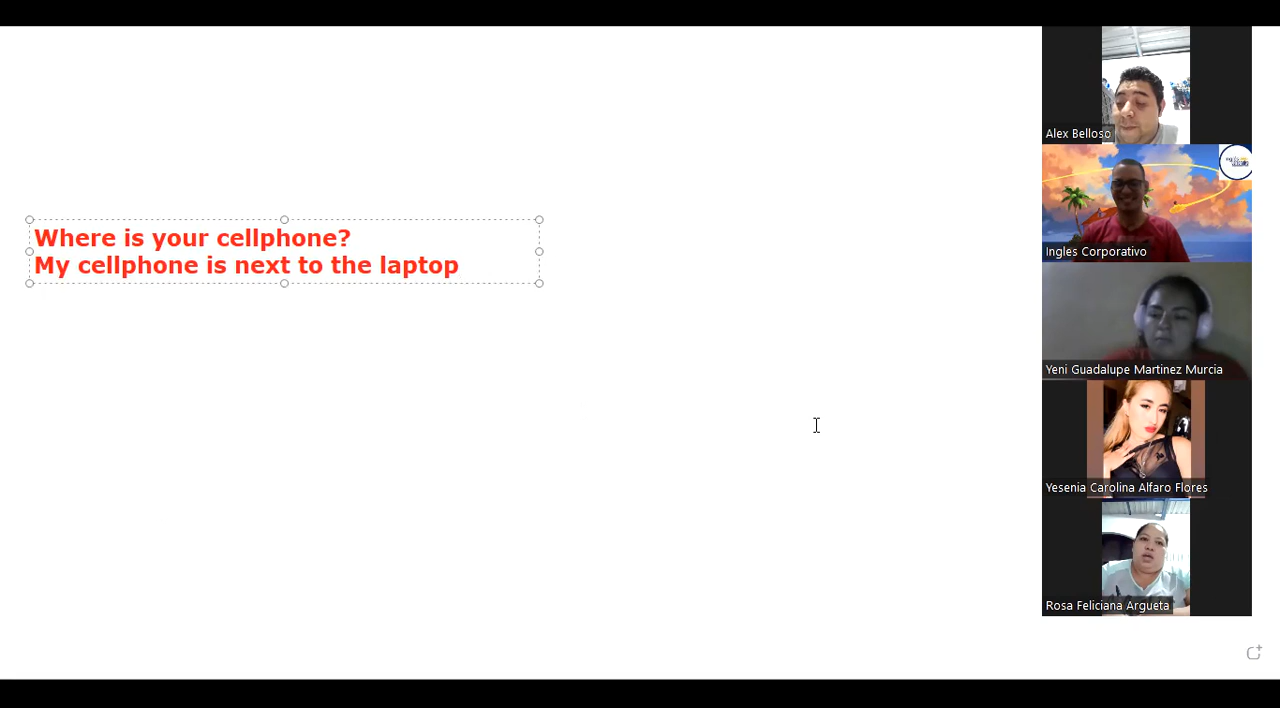 Where is your cellphone?
My cellphone is next to the laptop
Alex Belloso
Ingles Corporativo
Yeni Guadalupe Martinez Murcia
Yesenia Carolina Alfaro Flores
Rosa Feliciana Argueta